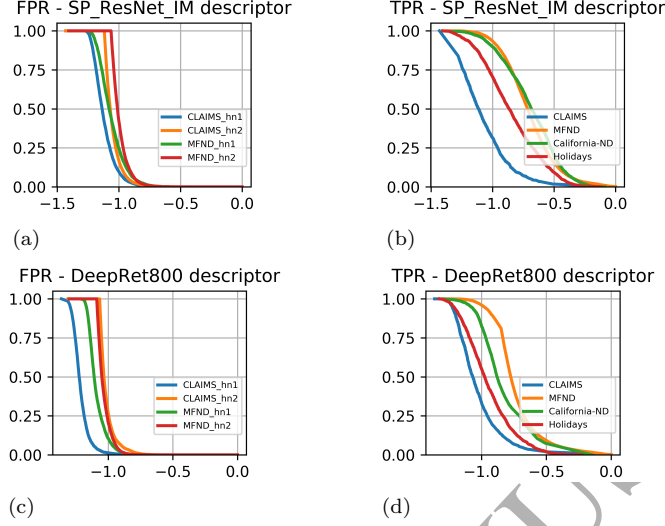 FPR - SP_ResNet_IM descriptor
1.00
0.75
0.50
0.25
0.00
CLAIMS_hn1
CLAIMS_hn2
MFND_hn1
MFND_hn2
−1.5 −1.0 −0.5 0.0
(a)
TPR - SP_ResNet_IM descriptor
1.00
0.75
0.50
0.25
0.00
CLAIMS
MFND
California-ND
Holidays
−1.5 −1.0 −0.5 0.0
(b)
FPR - DeepRet800 descriptor
1.00
0.75
0.50
0.25
0.00
CLAIMS_hn1
CLAIMS_hn2
MFND_hn1
MFND_hn2
−1.0 −0.5 0.0
(c)
TPR - DeepRet800 descriptor
1.00
0.75
0.50
0.25
0.00
CLAIMS
MFND
California-ND
Holidays
−1.0 −0.5 0.0
(d)